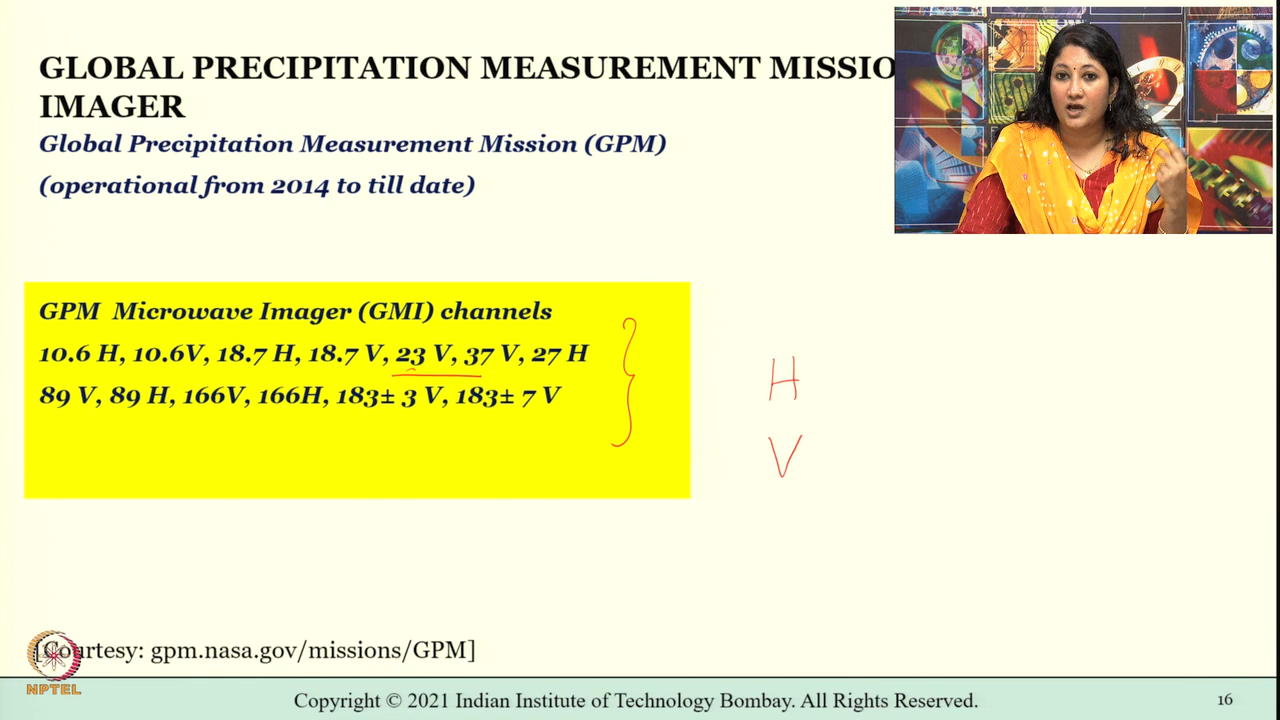 GLOBAL PRECIPITATION MEASUREMENT MISSIO
IMAGER
Global Precipitation Measurement Mission (GPM)
(operational from 2014 to till date)
GPM Microwave Imager (GMI) channels
10.6 H, 10.6V, 18.7 H, 18.7 V, 23 V, 37 V, 27 H
89 V, 89 H, 166V, 166H, 183± 3 V, 183± 7 V
H
V
[Courtesy: gpm.nasa.gov/missions/GPM]
NPTEL
Copyright © 2021 Indian Institute of Technology Bombay. All Rights Reserved.
16